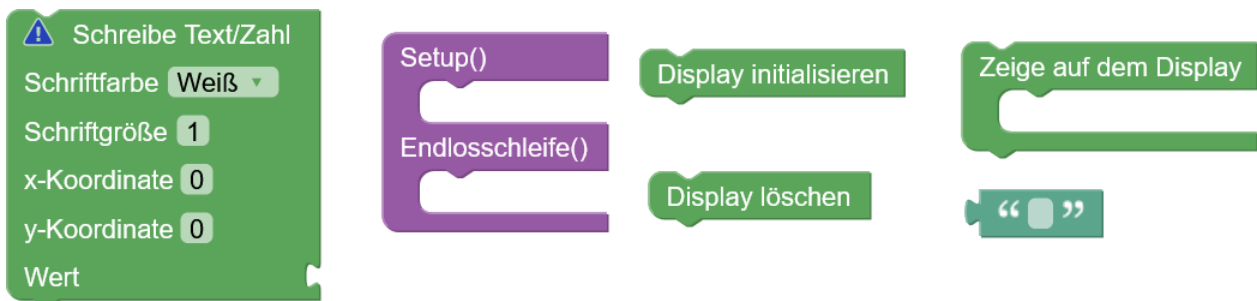 Schreibe Text/Zahl
Schriftfarbe Weiß
Schriftgröße 1
x-Koordinate 0
y-Koordinate 0
Wert
Setup()
Endlosschleife()
Display initialisieren
Display löschen
Zeige auf dem Display
“ ”